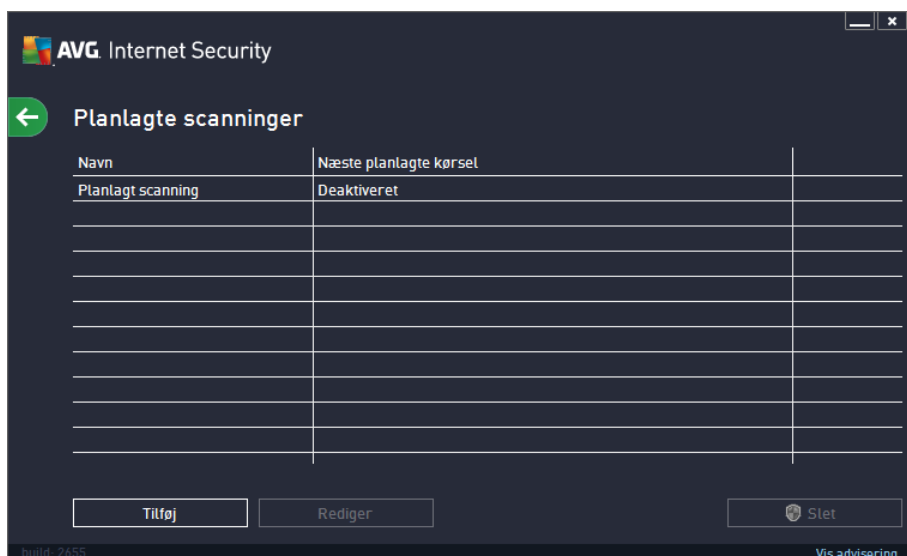 AVG. Internet Security
Planlagte scanninger
Navn Næste planlagte kørsel
Planlagt scanning Deaktiveret
Tilføj Rediger Slet
build: 2655 Vis advisering